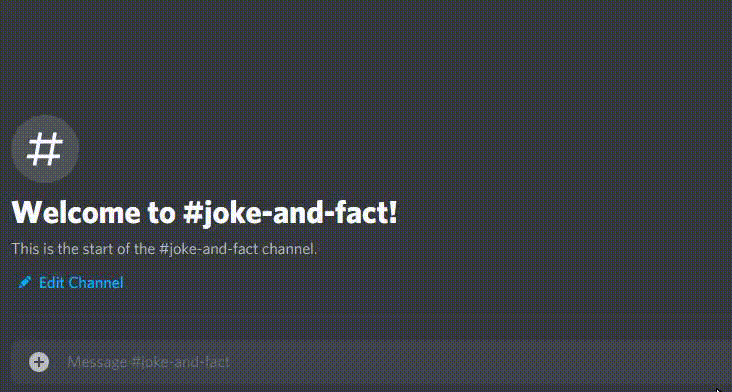 #
Welcome to #joke-and-fact!
This is the start of the #joke-and-fact channel.
Edit Channel
Message #joke-and-fact